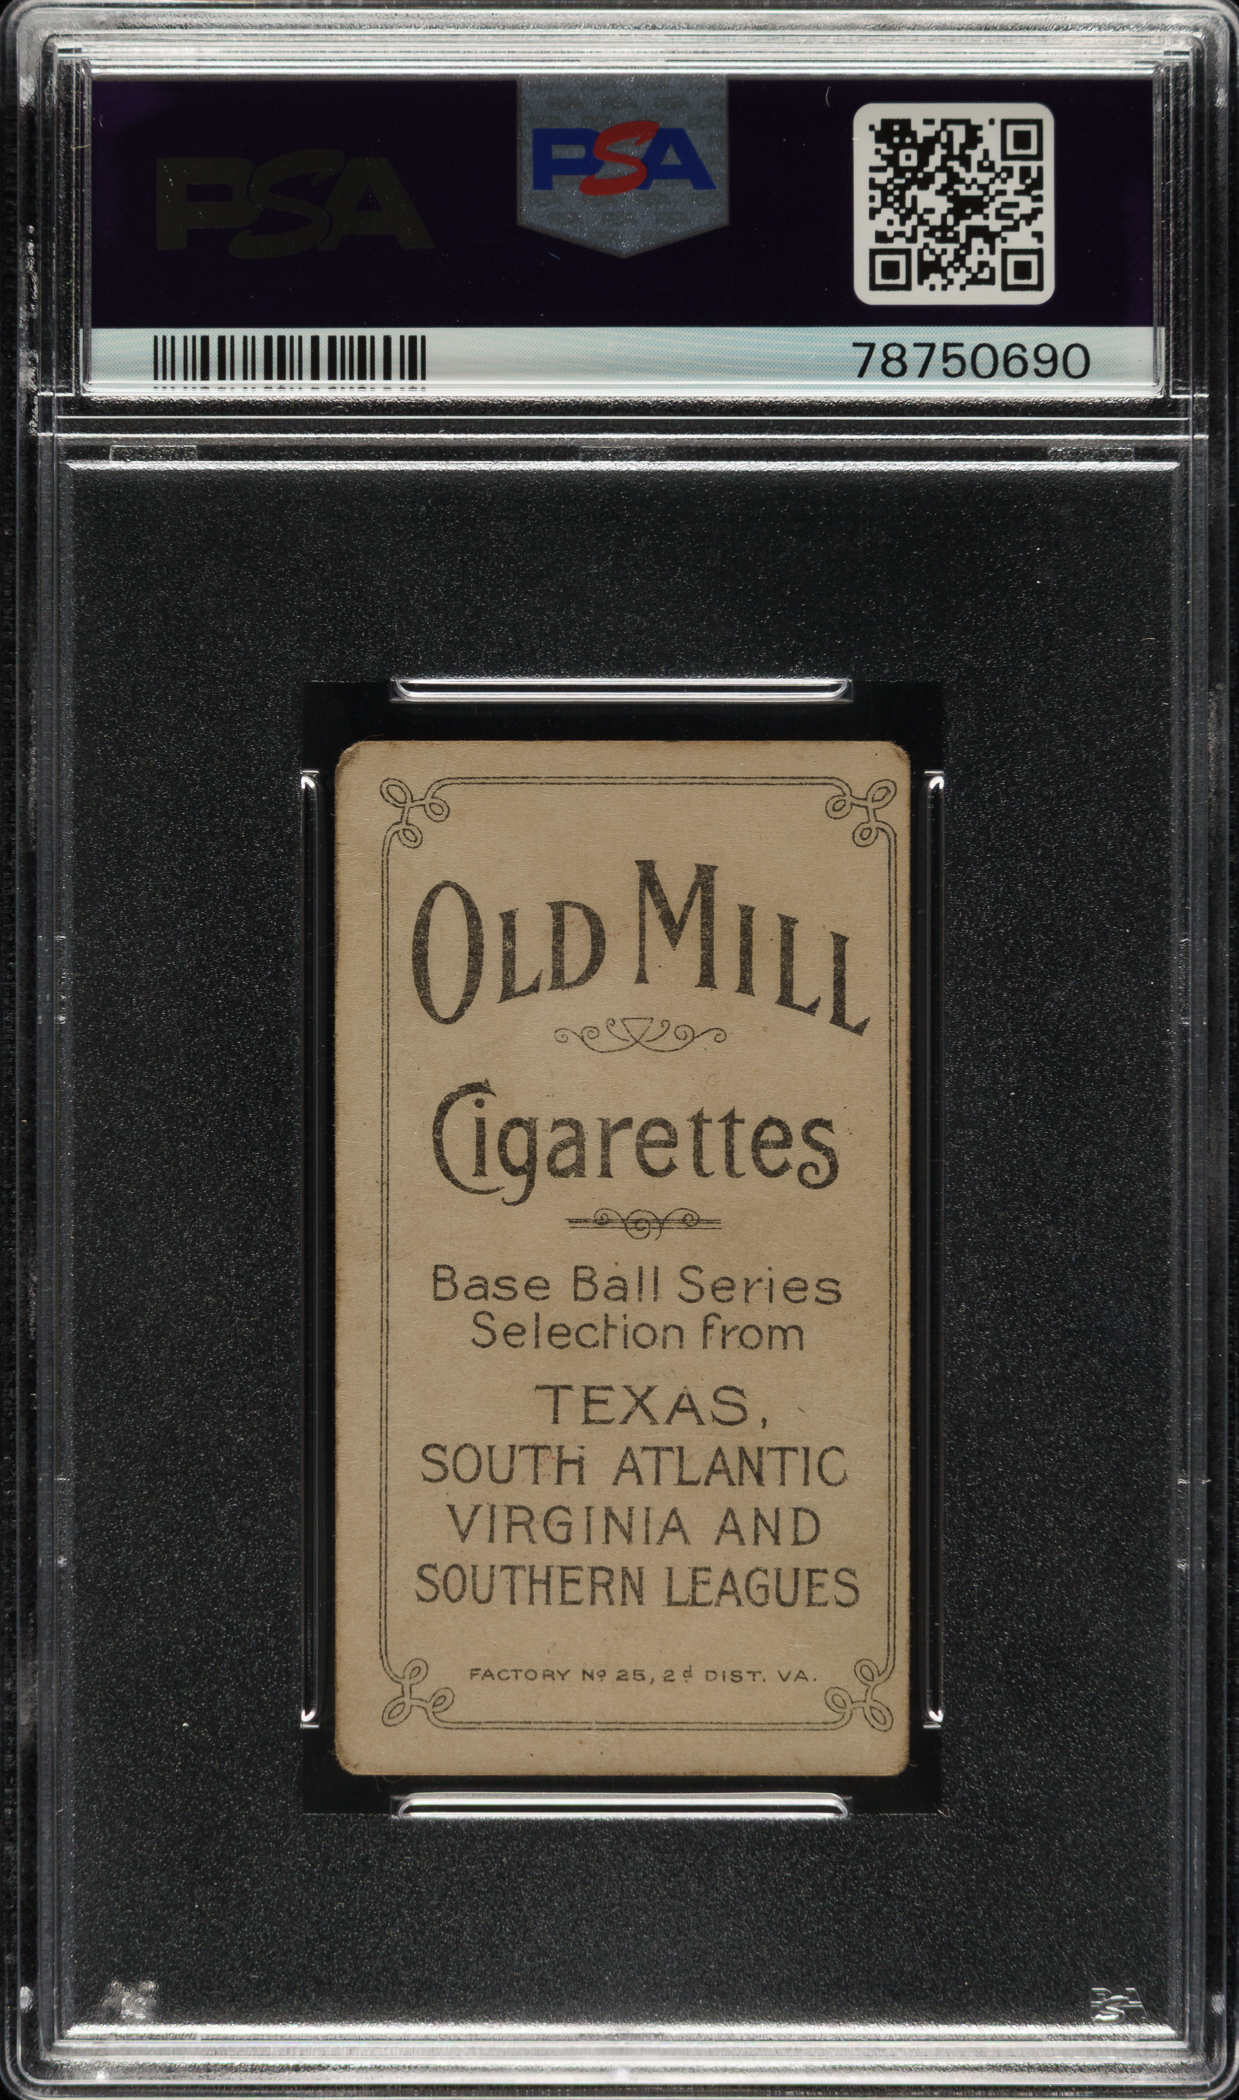 PSA
PSA
78750690
OLD MILL
Cigarettes
Base Ball Series
Selection from
TEXAS,
SOUTH ATLANTIC
VIRGINIA AND
SOUTHERN LEAGUES
FACTORY Nº 25, 2d DIST. VA.
PSA